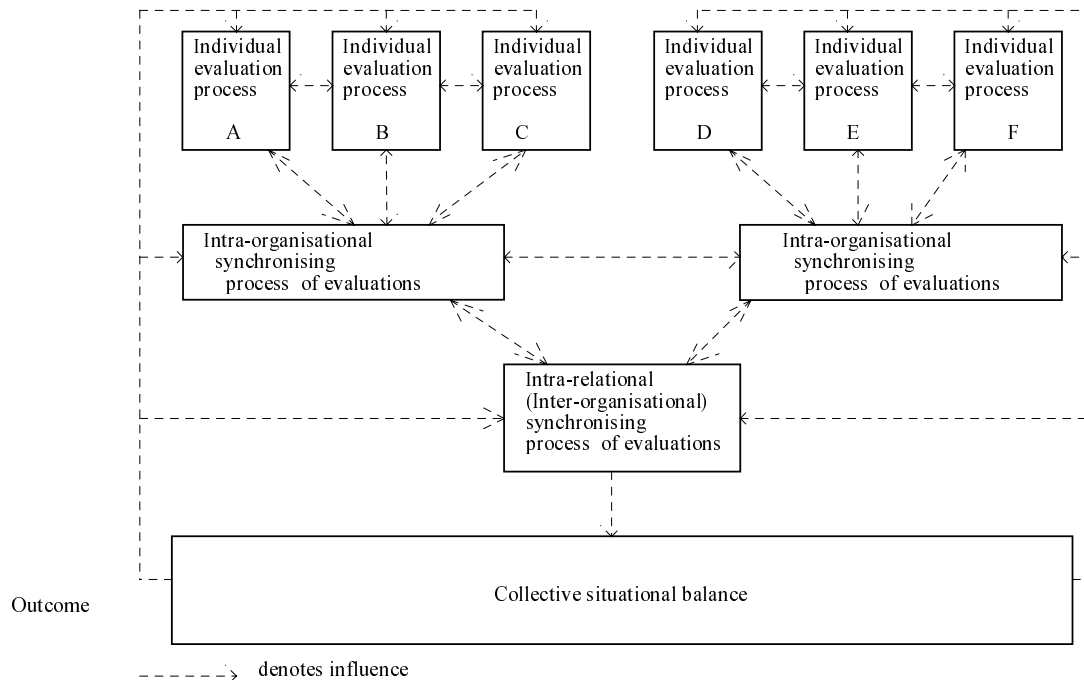 Individual
evaluation
process
A
Individual
evaluation
process
B
Individual
evaluation
process
C
Individual
evaluation
process
D
Individual
evaluation
process
E
Individual
evaluation
process
F
Intra-organisational
synchronising
process of evaluations
Intra-organisational
synchronising
process of evaluations
Intra-relational
(Inter-organisational)
synchronising
process of evaluations
Collective situational balance
Outcome
denotes influence